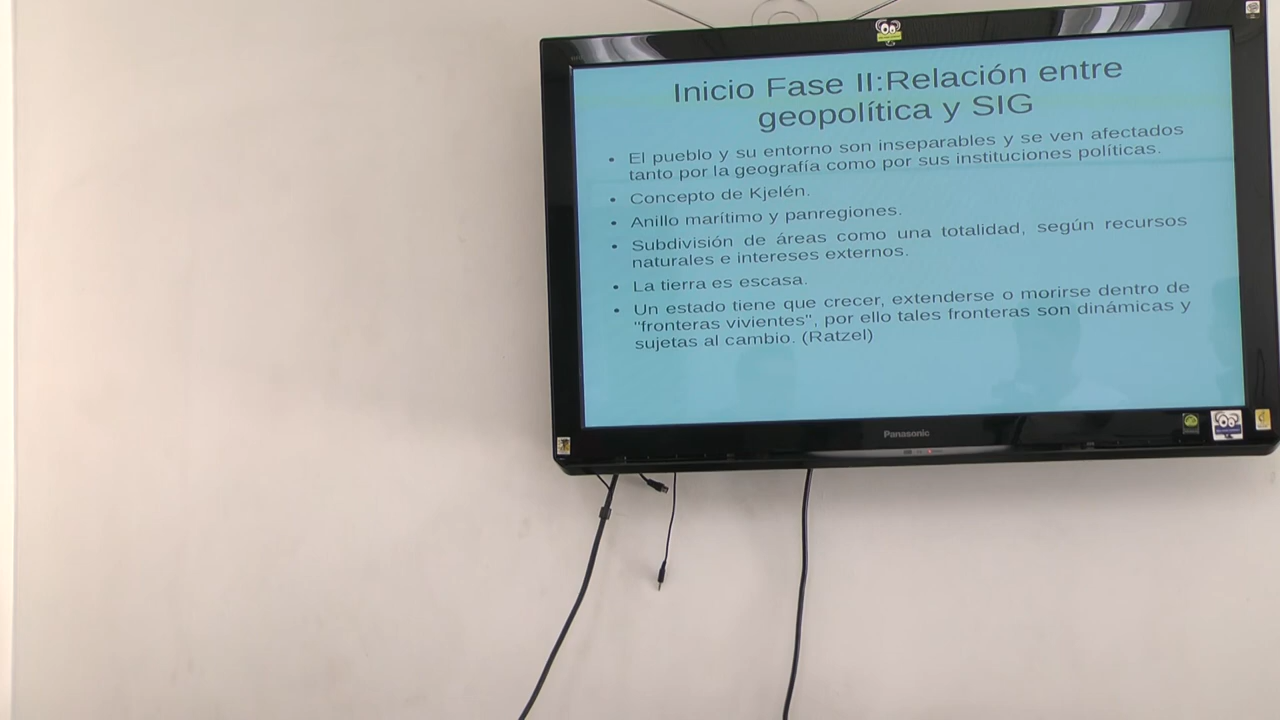 Inicio Fase II:Relación entre
geopolítica y SIG
• El pueblo y su entorno son inseparables y se ven afectados
tanto por la geografía como por sus instituciones políticas.
• Concepto de Kjelén.
• Anillo marítimo y panregiones.
• Subdivisión de áreas como una totalidad, según recursos
naturales e intereses externos.
• La tierra es escasa.
• Un estado tiene que crecer, extenderse o morirse dentro de
"fronteras vivientes", por ello tales fronteras son dinámicas y
sujetas al cambio. (Ratzel)
Panasonic